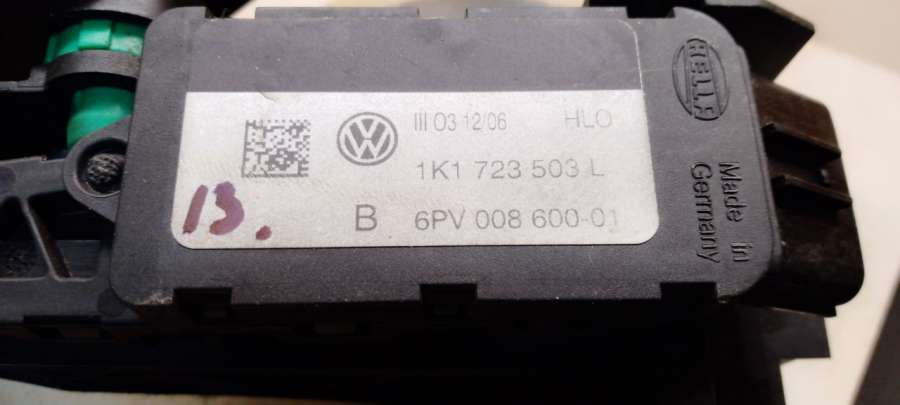 III 03 12/06 HLO
1K1 723 503 L
B 6PV 008 600-01
13.
HELLA
Made in
Germany